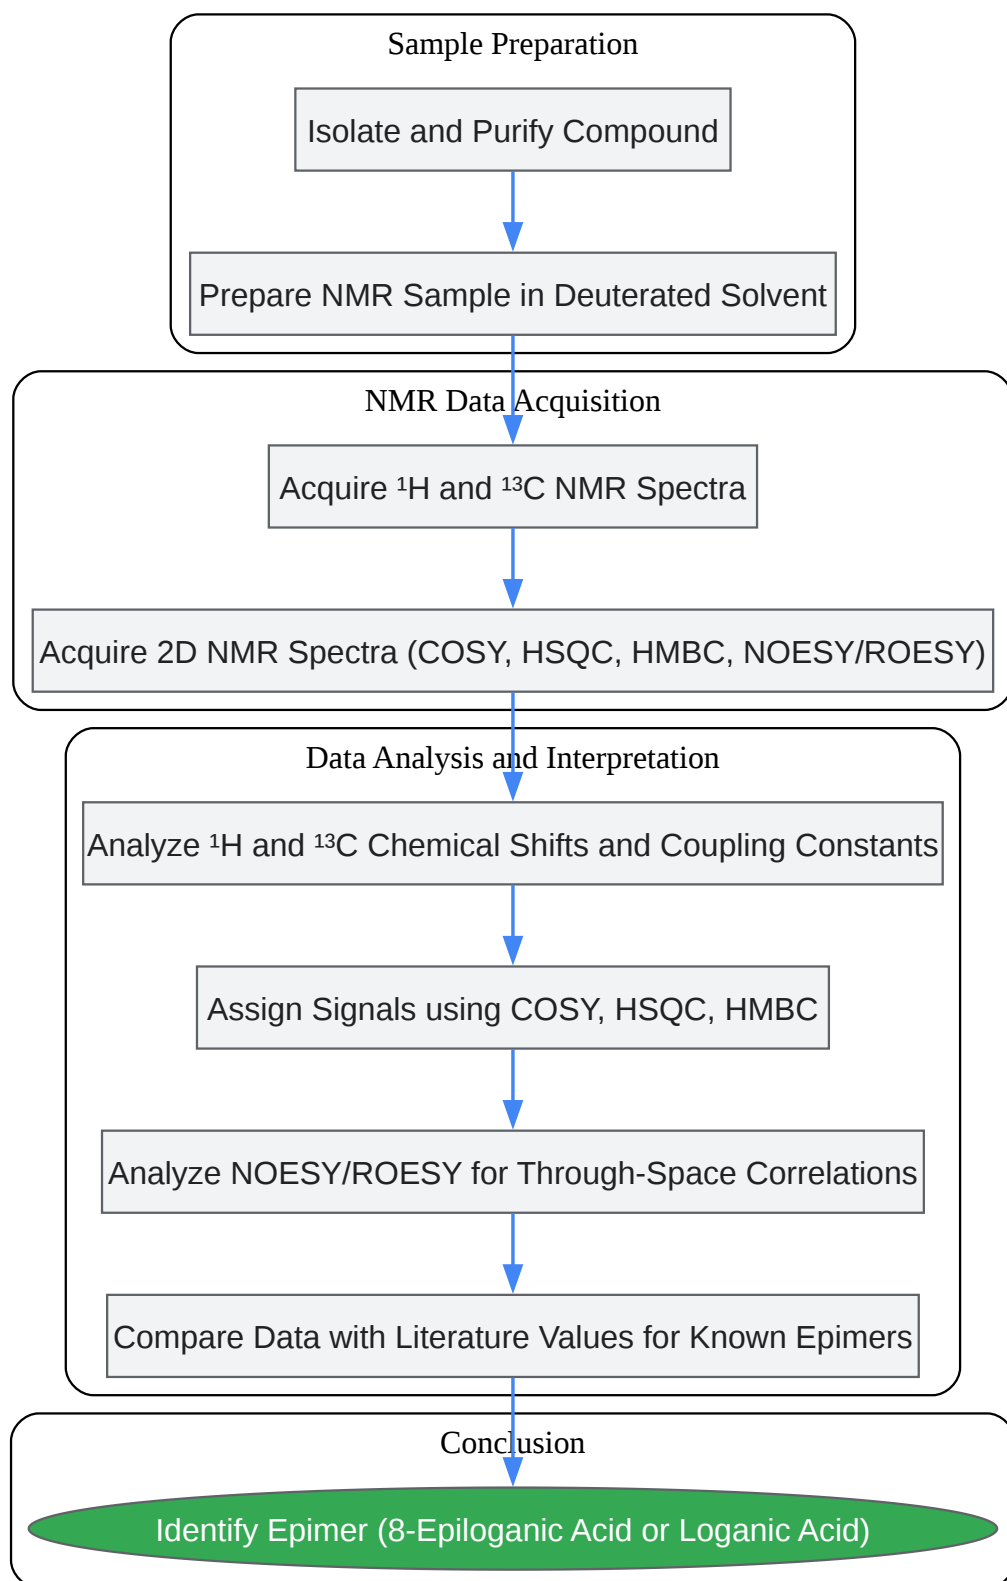 Sample Preparation
Isolate and Purify Compound
Prepare NMR Sample in Deuterated Solvent
NMR Data Acquisition
Acquire ¹H and ¹³C NMR Spectra
Acquire 2D NMR Spectra (COSY, HSQC, HMBC, NOESY/ROESY)
Data Analysis and Interpretation
Analyze ¹H and ¹³C Chemical Shifts and Coupling Constants
Assign Signals using COSY, HSQC, HMBC
Analyze NOESY/ROESY for Through-Space Correlations
Compare Data with Literature Values for Known Epimers
Conclusion
Identify Epimer (8-Epiloganic Acid or Loganic Acid)